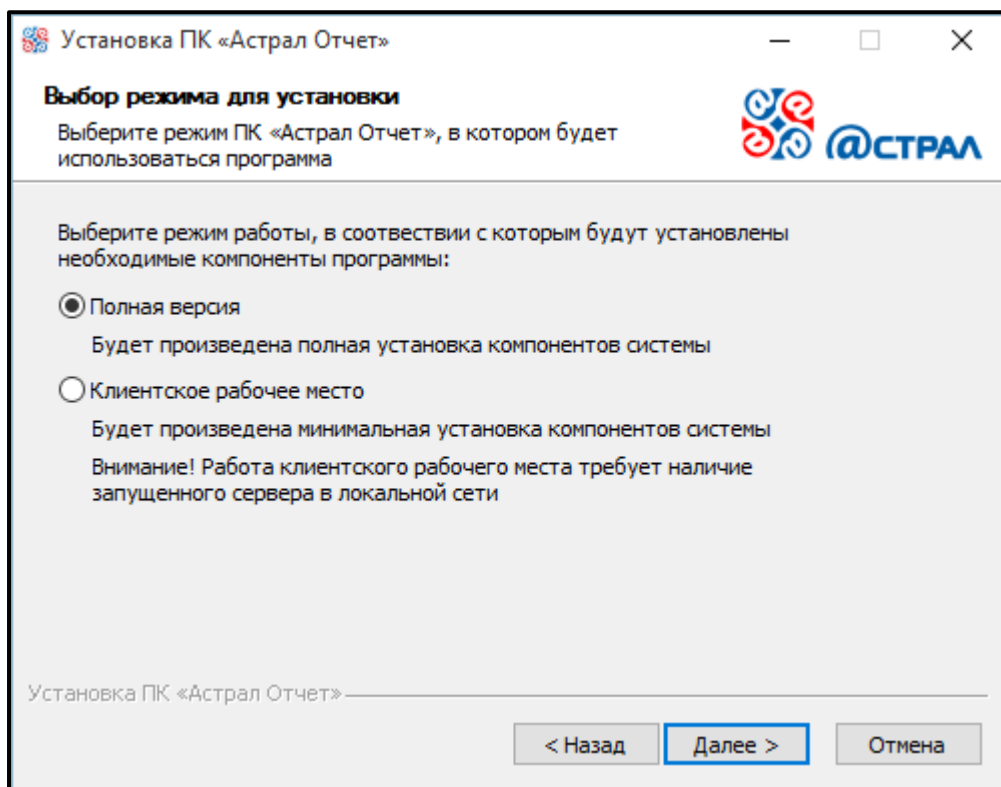 Установка ПК «Астрал Отчет»
Выбор режима для установки
Выберите режим ПК «Астрал Отчет», в котором будет
использоваться программа
@СТРАЛ
Выберите режим работы, в соотвествии с которым будут установлены
необходимые компоненты программы:
Полная версия
Будет произведена полная установка компонентов системы
Клиентское рабочее место
Будет произведена минимальная установка компонентов системы
Внимание! Работа клиентского рабочего места требует наличие
запущенного сервера в локальной сети
Установка ПК «Астрал Отчет»
< Назад
Далее >
Отмена